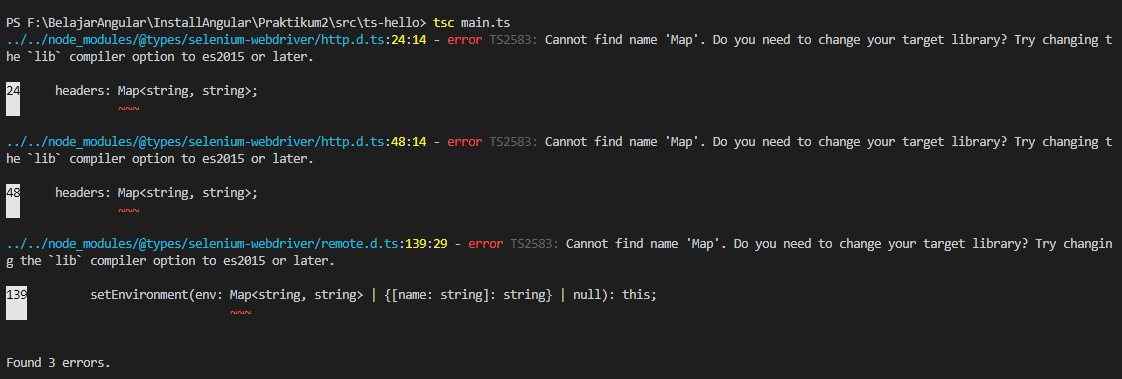 PS F:\BelajarAngular\InstallAngular\Praktikum2\src\ts-hello> tsc main.ts
../../node_modules/@types/selenium-webdriver/http.d.ts:24:14 - error TS2583: Cannot find name 'Map'. Do you need to change your target library? Try changing t
he `lib` compiler option to es2015 or later.
24     headers: Map<string, string>;
~~~
../../node_modules/@types/selenium-webdriver/http.d.ts:48:14 - error TS2583: Cannot find name 'Map'. Do you need to change your target library? Try changing t
he `lib` compiler option to es2015 or later.
48     headers: Map<string, string>;
~~~
../../node_modules/@types/selenium-webdriver/remote.d.ts:139:29 - error TS2583: Cannot find name 'Map'. Do you need to change your target library? Try changin
g the `lib` compiler option to es2015 or later.
139         setEnvironment(env: Map<string, string> | {[name: string]: string} | null): this;
~~~
Found 3 errors.